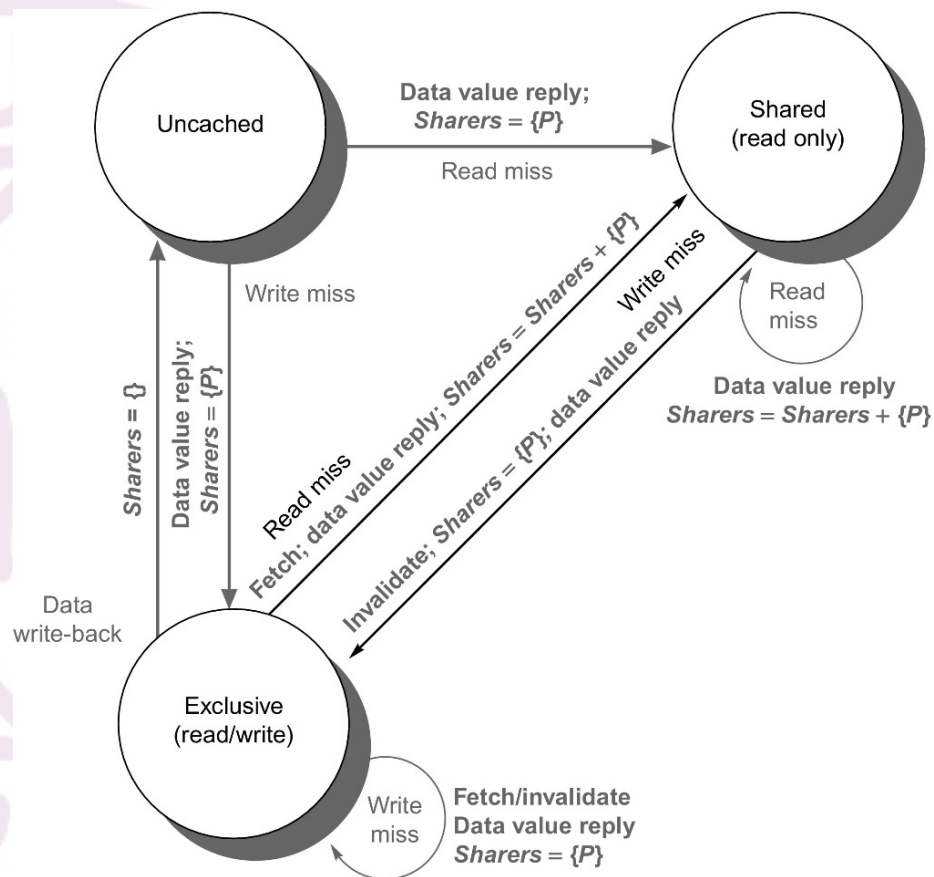 Uncached
Data value reply;
Sharers = {P}
Read miss
Shared
(read only)
Write miss
Sharers = {}
Data value reply;
Sharers = {P}
Read miss
Fetch; data value reply; Sharers = Sharers + {P}
Write miss
Invalidate; Sharers = {P}; data value reply
Read
miss
Data value reply
Sharers = Sharers + {P}
Data
write-back
Exclusive
(read/write)
Write
miss
Fetch/invalidate
Data value reply
Sharers = {P}